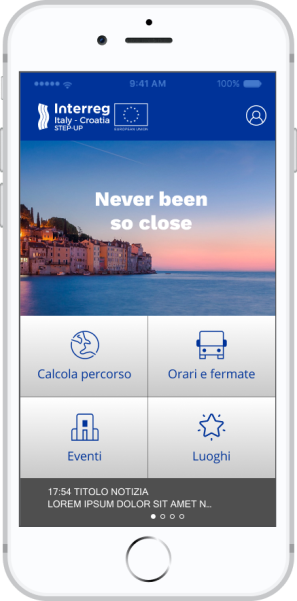 9:41 AM
100%
Interreg
Italy - Croatia
STEP-UP
EUROPEAN UNION
Never been
so close
Calcola percorso
Orari e fermate
Eventi
Luoghi
17:54 TITOLO NOTIZIA
LOREM IPSUM DOLOR SIT AMET N...